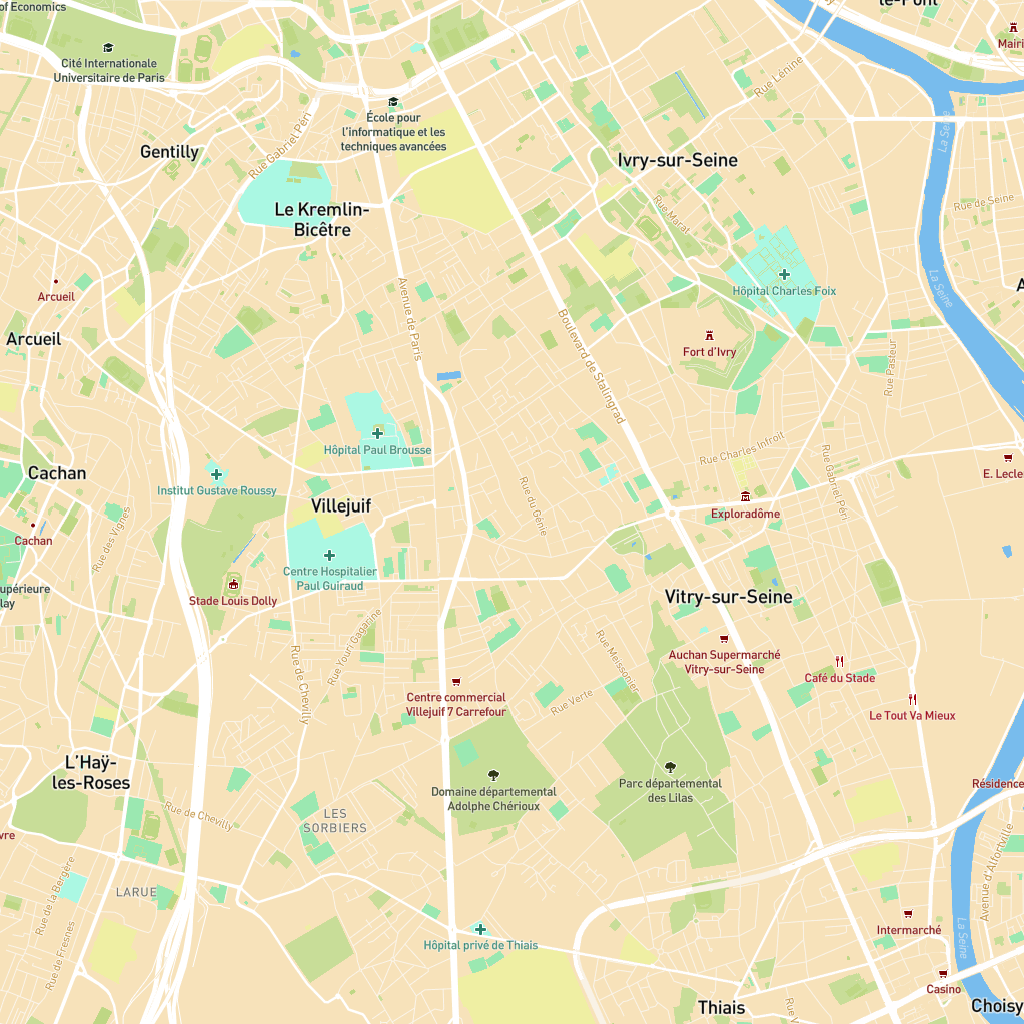 of Economics
le-Pont
Cité Internationale
Universitaire de Paris
Mairi
Rue Lénine
École pour
l'informatique et les
techniques avancées
La Seine
Rue Gabriel Péri
Gentilly
Ivry-sur-Seine
Le Kremlin-
Bicêtre
Rue Marat
Rue de Seine
Arcueil
Avenue de Paris
Hôpital Charles Foix
La Seine
Arcueil
Boulevard de Stalingrad
Fort d'Ivry
Rue Pasteur
Hôpital Paul Brousse
Rue Charles Infroit
Rue Gabriel Péri
Cachan
E. Lecle
Institut Gustave Roussy
Villejuif
Rue du Génie
Exploradôme
Rue des Vignes
Cachan
Centre Hospitalier
Paul Guiraud
upérieure
lay
Stade Louis Dolly
Vitry-sur-Seine
Rue Youri Gagarine
Rue de Chevilly
Rue Meissonier
Auchan Supermarché
Vitry-sur-Seine
Café du Stade
Centre commercial
Villejuif 7 Carrefour
Rue Verte
Le Tout Va Mieux
L'Haÿ-
les-Roses
Domaine départemental
Adolphe Chérioux
Parc départemental
des Lilas
Résidence
Rue de Chevilly
LES
SORBIERS
vre
Avenue d'Alfortville
Rue de la Bergère
LARUE
Rue de Fresnes
Hôpital privé de Thiais
Intermarché
La Seine
Casino
Thiais
Rue V
Choisy